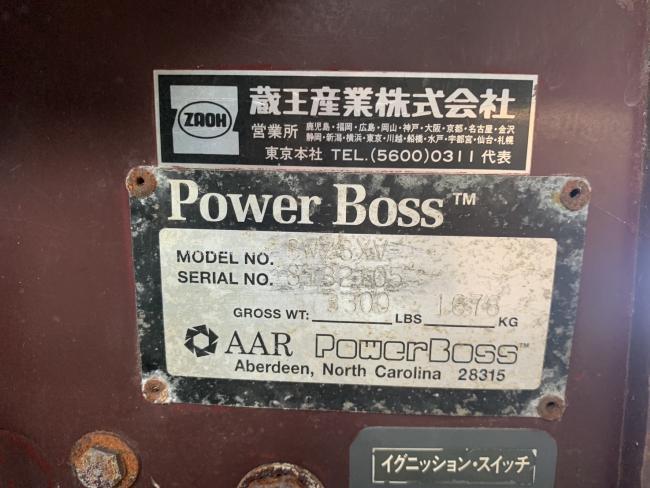 ZAOH
蔵王産業株式会社
営業所 鹿児島・福岡・広島・岡山・神戸・大阪・京都・名古屋・金沢
静岡・新潟・横浜・東京・川越・船橋・水戸・宇都宮・仙台・札幌
東京本社 TEL.(5600)0311 代表
Power Boss™
MODEL NO.
SERIAL NO.
GROSS WT: LBS KG
AAR PowerBoss™
Aberdeen, North Carolina 28315
イグニッション・スイッチ